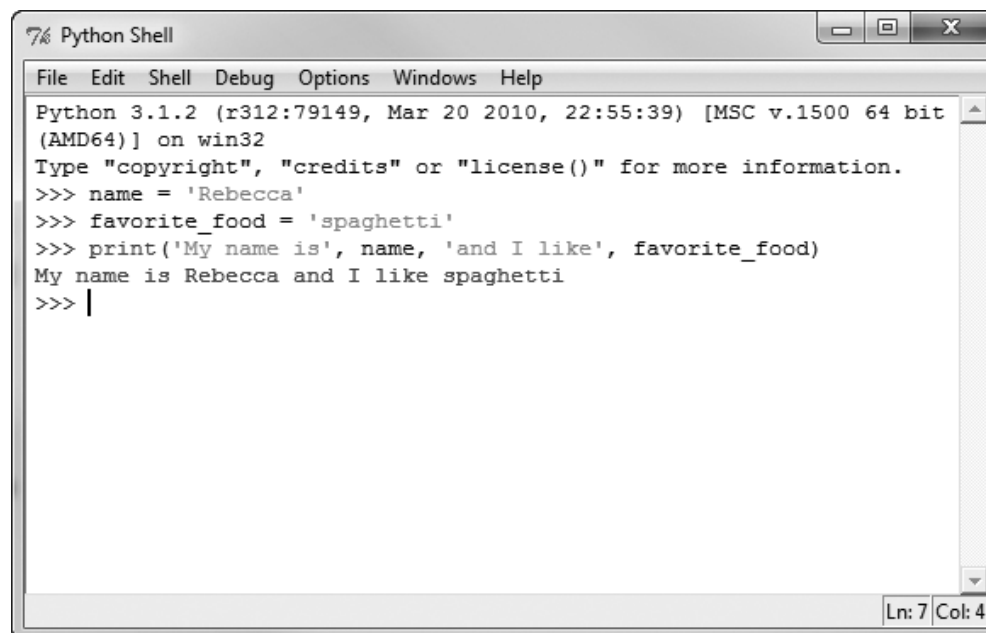 Python Shell
File Edit Shell Debug Options Windows Help
Python 3.1.2 (r312:79149, Mar 20 2010, 22:55:39) [MSC v.1500 64 bit
(AMD64)] on win32
Type "copyright", "credits" or "license()" for more information.
>>> name = 'Rebecca'
>>> favorite_food = 'spaghetti'
>>> print('My name is', name, 'and I like', favorite_food)
My name is Rebecca and I like spaghetti
>>>
Ln: 7 Col: 4